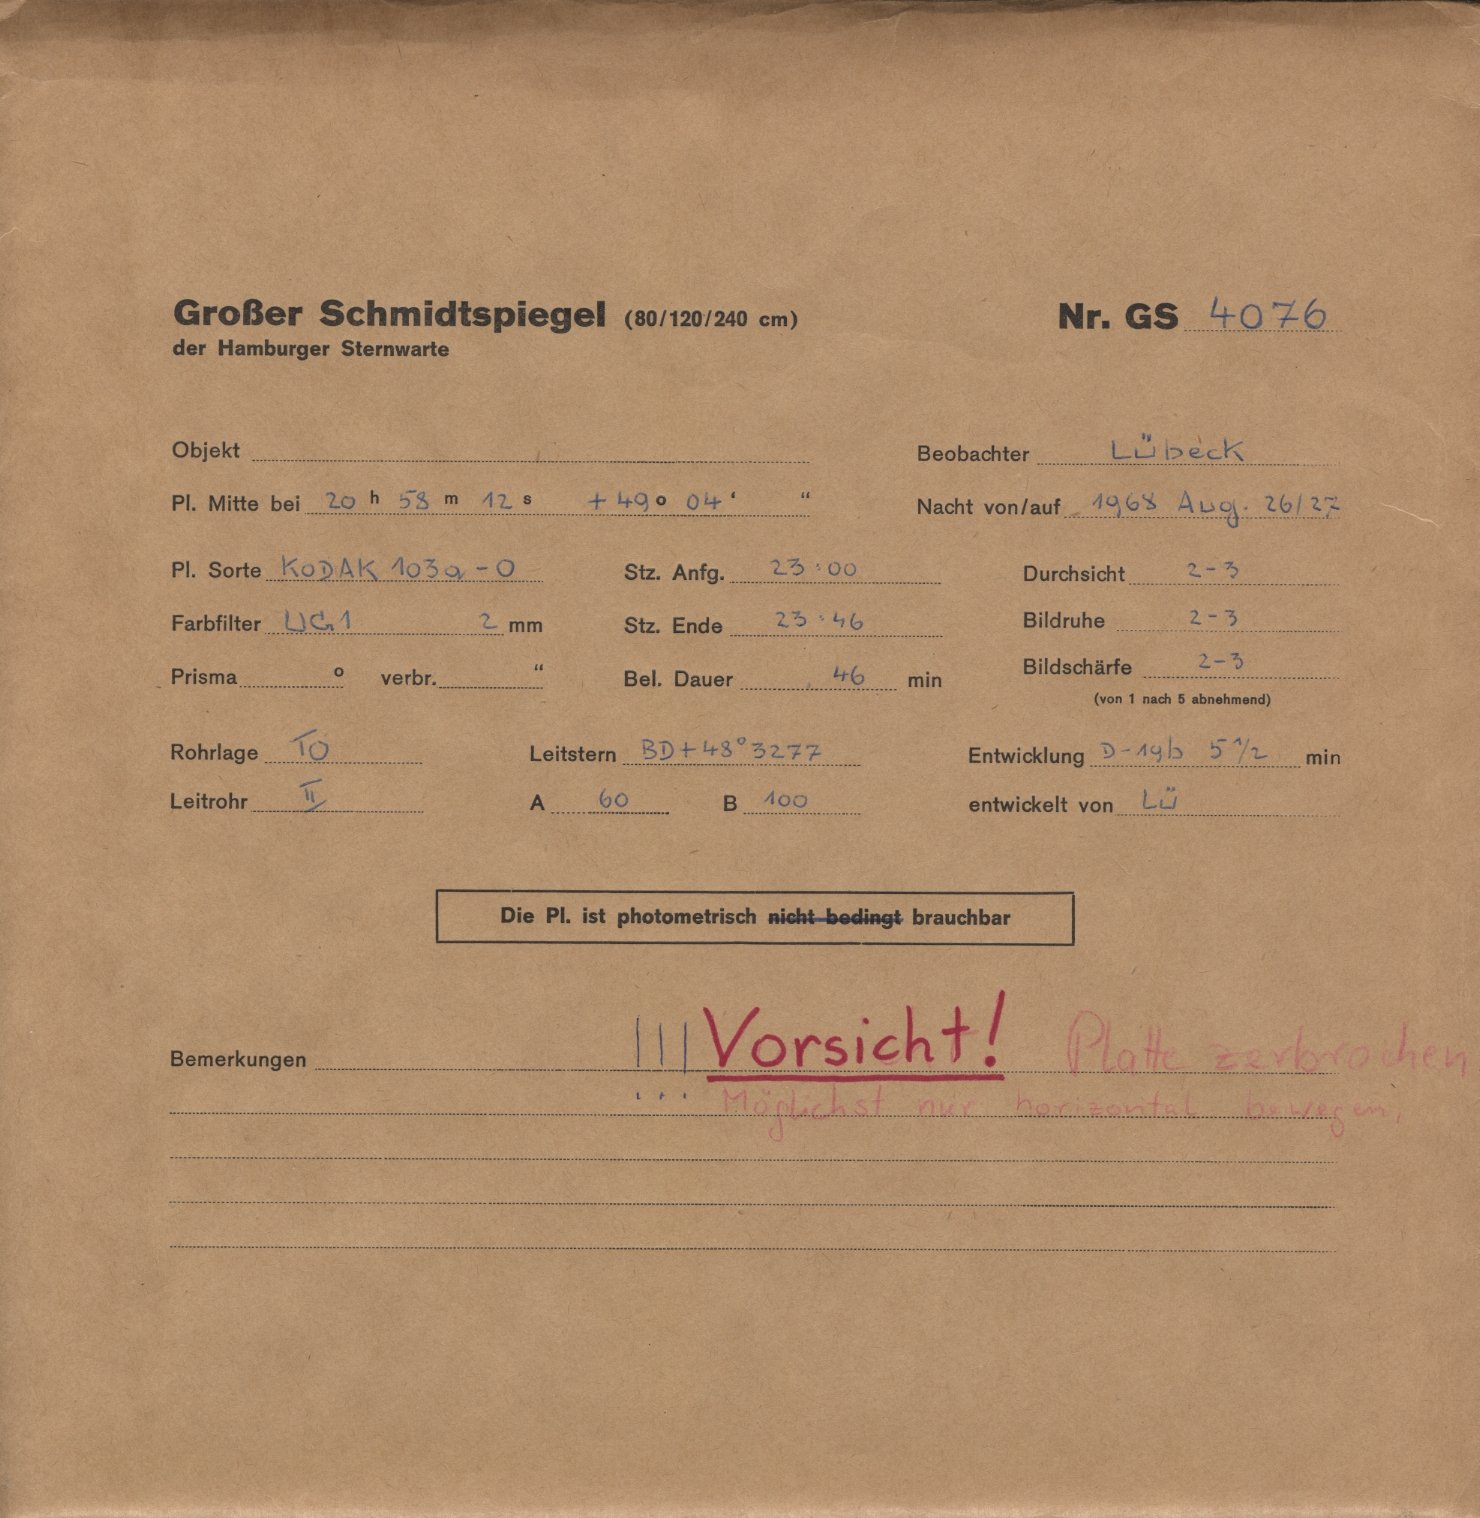 Großer Schmidtspiegel (80/120/240 cm) Nr. GS 4076
der Hamburger Sternwarte
Objekt Beobachter Lübeck
Pl. Mitte bei 20 h 58 m 12 s +49° 04 ‘ “ Nacht von/auf 1968 Aug. 26/27
Pl. Sorte KODAK 103a-O Stz. Anfg. 23:00 Durchsicht 2-3
Farbfilter UG1 2 mm Stz. Ende 23:46 Bildruhe 2-3
Prisma ° verbr. “ Bel. Dauer 46 min Bildschärfe 2-3
(von 1 nach 5 abnehmend)
Rohrlage TO Leitstern BD+48°3277 Entwicklung D-19b 5 1/2 min
Leitrohr II A 60 B 100 entwickelt von Lü
Die Pl. ist photometrisch nicht bedingt brauchbar
Bemerkungen !!! Vorsicht! Platte zerbrochen
Möglichst nur horizontal bewegen,